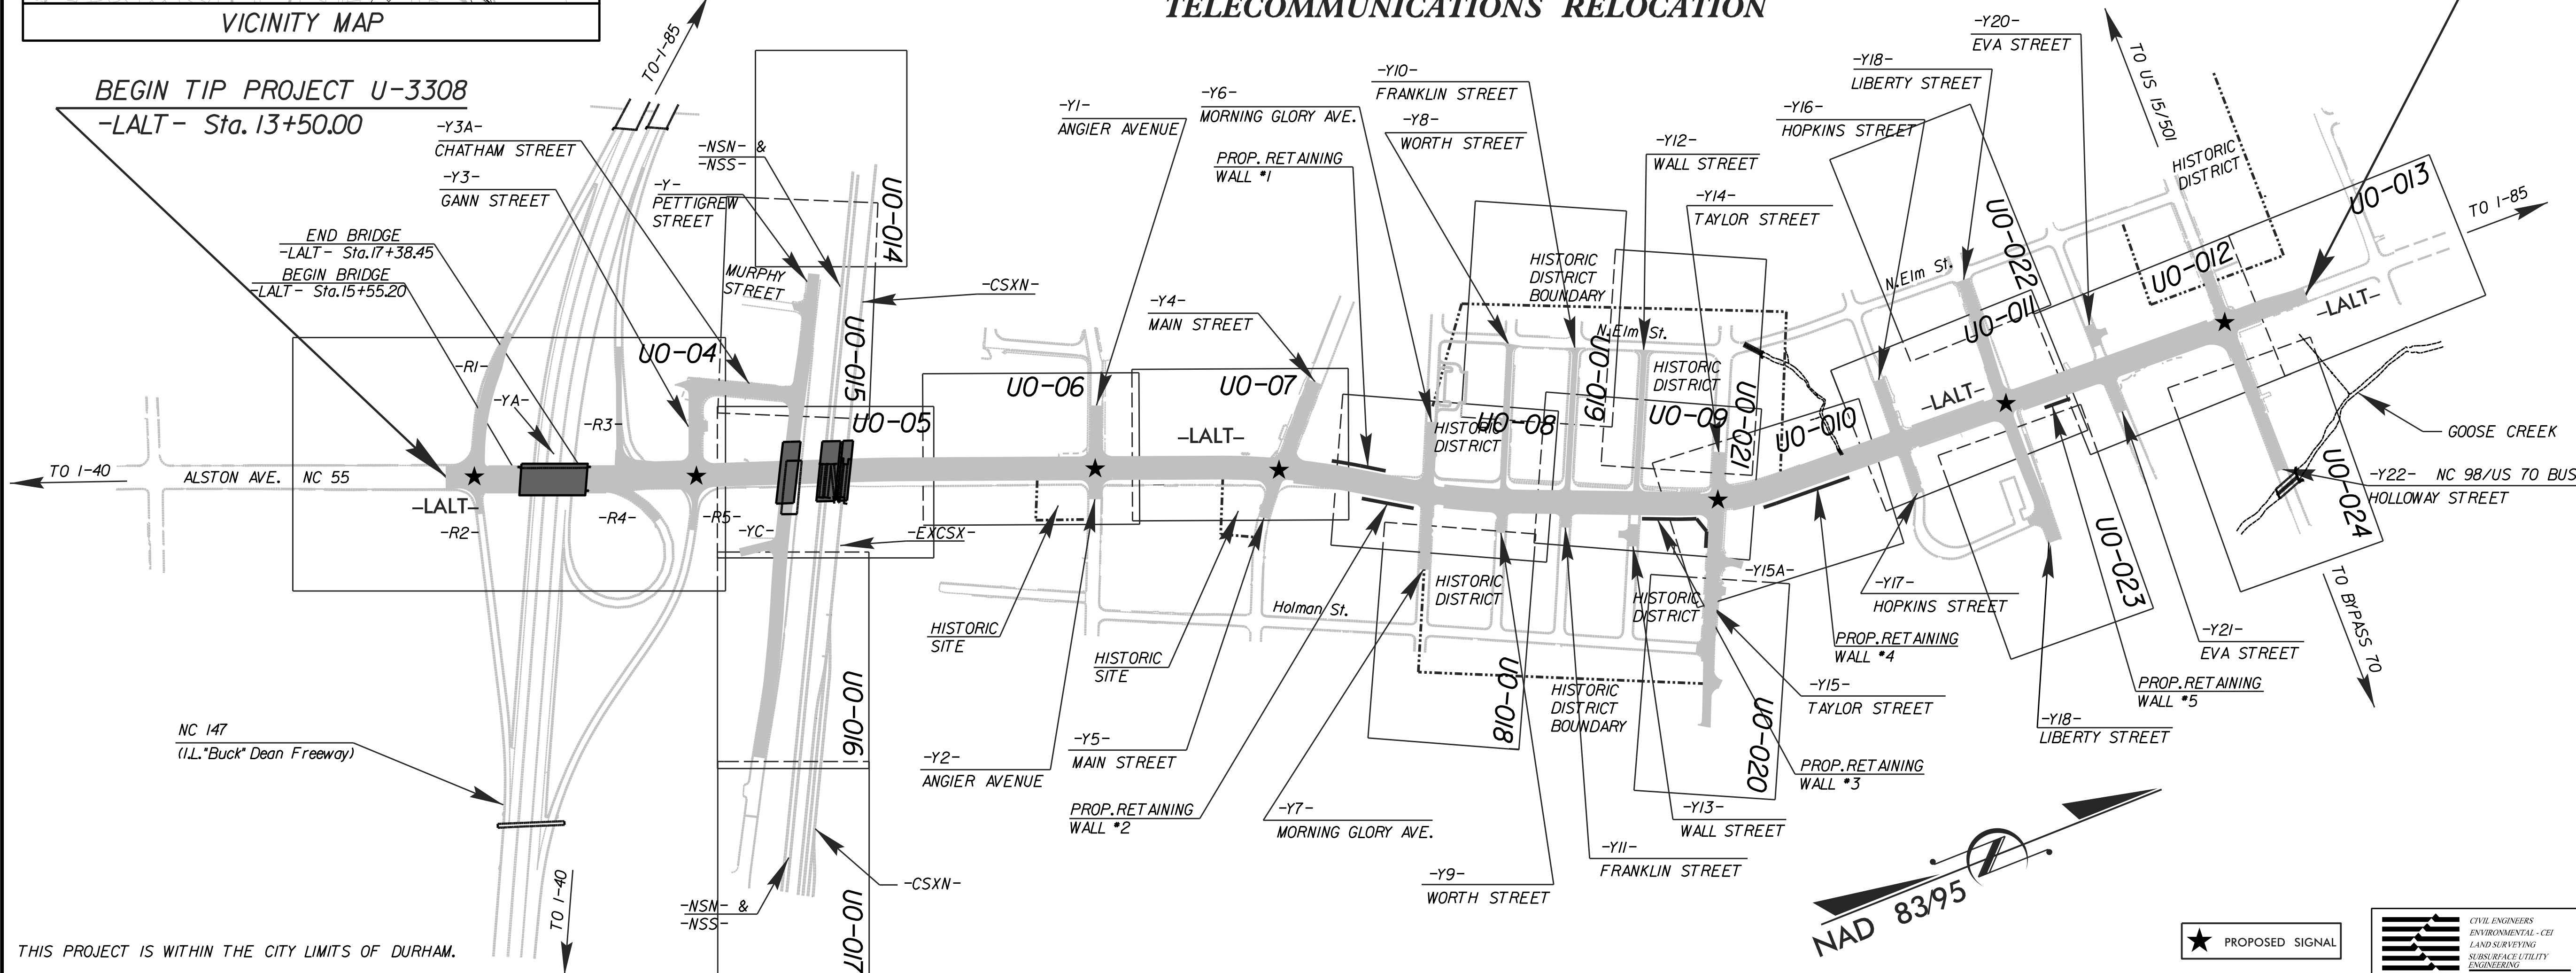 TELECOMMUNICATIONS RELOCATION
VICINITY MAP
BEGIN TIP PROJECT U-3308
-LALT- Sta. 13+50.00
TO-I-85
-Y3A-
CHATHAM STREET
-Y3-
GANN STREET
-NSN- &
-NSS-
-Y-
PETTIGREW
STREET
END BRIDGE
-LALT- Sta.17+38.45
BEGIN BRIDGE
-LALT- Sta.15+55.20
MURPHY
STREET
UO-014
-CSXN-
UO-015
UO-04
-R1-
-YA-
-R3-
UO-05
TO I-40
ALSTON AVE. NC 55
-LALT-
-R2-
-R4-
-R5-
-YC-
-EXCSX-
NC 147
(I.L."Buck" Dean Freeway)
UO-016
-CSXN-
-NSN- &
-NSS-
UO-017
TO I-40
THIS PROJECT IS WITHIN THE CITY LIMITS OF DURHAM.
-Y1-
ANGIER AVENUE
-Y6-
MORNING GLORY AVE.
PROP.RETAINING
WALL #1
-Y4-
MAIN STREET
UO-06
UO-07
-LALT-
HISTORIC
SITE
HISTORIC
SITE
Holman St.
-Y2-
ANGIER AVENUE
-Y5-
MAIN STREET
PROP.RETAINING
WALL #2
-Y7-
MORNING GLORY AVE.
-Y10-
FRANKLIN STREET
-Y8-
WORTH STREET
-Y12-
WALL STREET
-Y14-
TAYLOR STREET
HISTORIC
DISTRICT
BOUNDARY
N.Elm St.
UO-019
HISTORIC
DISTRICT
UO-08
HISTORIC
DISTRICT
UO-09
UO-021
UO-010
HISTORIC
DISTRICT
HISTORIC
DISTRICT
-Y15A-
UO-018
HISTORIC
DISTRICT
BOUNDARY
UO-020
-Y9-
WORTH STREET
-Y11-
FRANKLIN STREET
-Y13-
WALL STREET
PROP.RETAINING
WALL #3
-Y15-
TAYLOR STREET
PROP.RETAINING
WALL #4
-Y17-
HOPKINS STREET
-Y20-
EVA STREET
-Y18-
LIBERTY STREET
-Y16-
HOPKINS STREET
TO US 15/501
HISTORIC
DISTRICT
UO-022
N.Elm St.
UO-011
UO-012
UO-013
TO I-85
-LALT-
-LALT-
GOOSE CREEK
-Y22- NC 98/US 70 BUS
HOLLOWAY STREET
UO-024
UO-023
TO BYPASS 70
-Y21-
EVA STREET
PROP.RETAINING
WALL #5
-Y18-
LIBERTY STREET
NAD 83/95
PROPOSED SIGNAL
CIVIL ENGINEERS
ENVIRONMENTAL - CEI
LAND SURVEYING
SUBSURFACE UTILITY
ENGINEERING